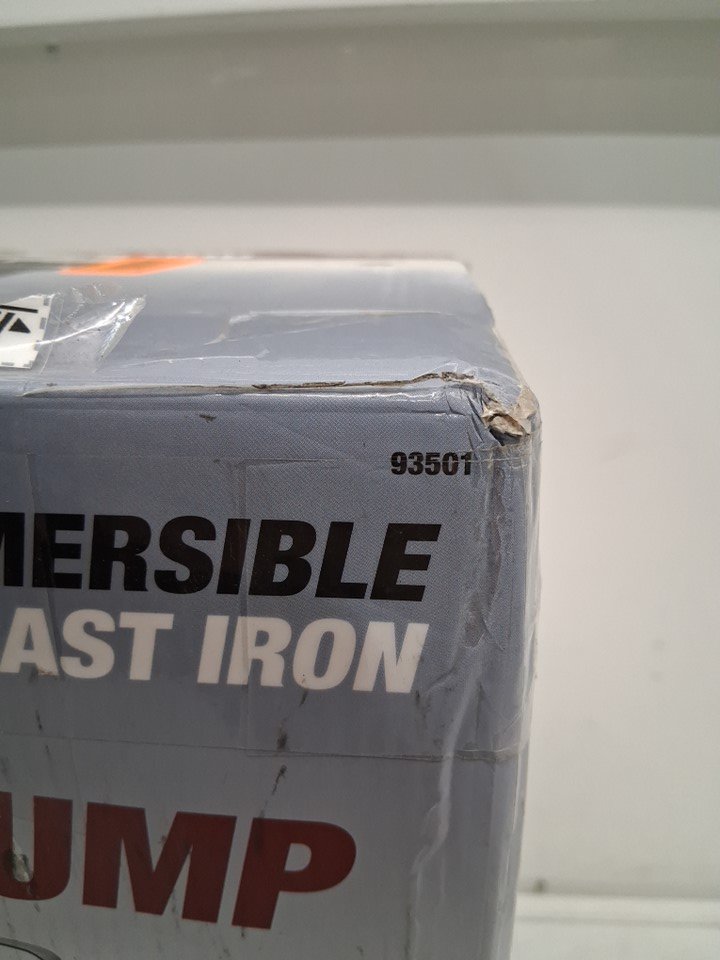 93501
MERSIBLE
AST IRON
UMP